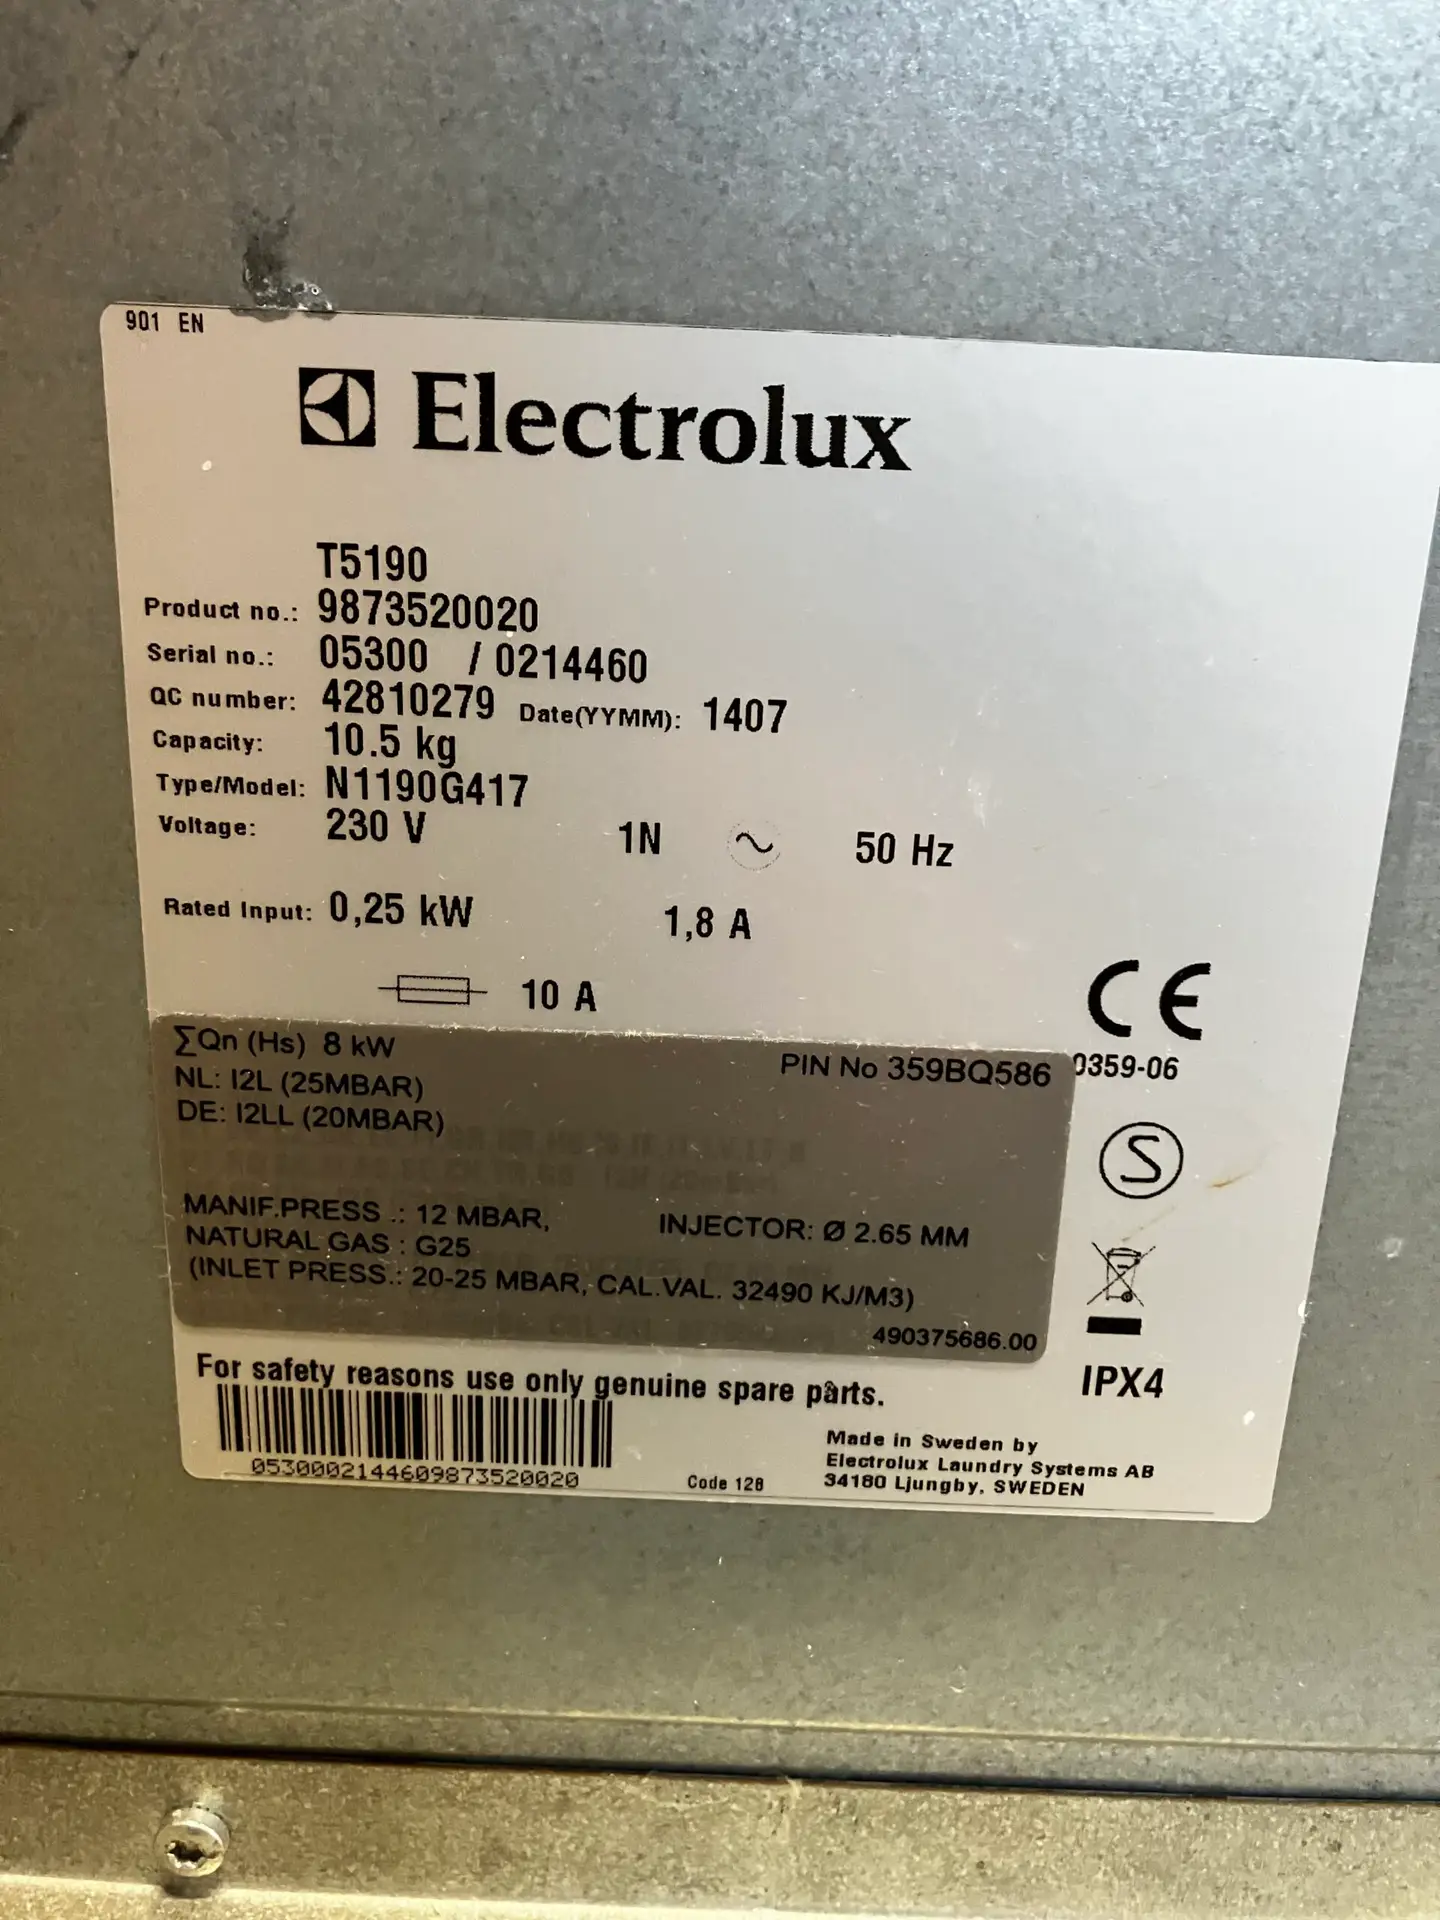 901 EN
Electrolux
T5190
Product no.: 9873520020
Serial no.: 05300 / 0214460
QC number: 42810279 Date(YYMM): 1407
Capacity: 10.5 kg
Type/Model: N1190G417
Voltage: 230 V 1N ~ 50 Hz
Rated Input: 0,25 kW 1,8 A
10 A
CE
ΣQn (Hs) 8 kW
PIN No 359BQ586 0359-06
NL: I2L (25MBAR)
DE: I2LL (20MBAR)
S
MANIF.PRESS .: 12 MBAR, INJECTOR: Ø 2.65 MM
NATURAL GAS : G25
(INLET PRESS.: 20-25 MBAR, CAL.VAL. 32490 KJ/M3)
490375686.00
IPX4
For safety reasons use only genuine spare parts.
0530002144609873520020
Code 128
Made in Sweden by
Electrolux Laundry Systems AB
34180 Ljungby, SWEDEN